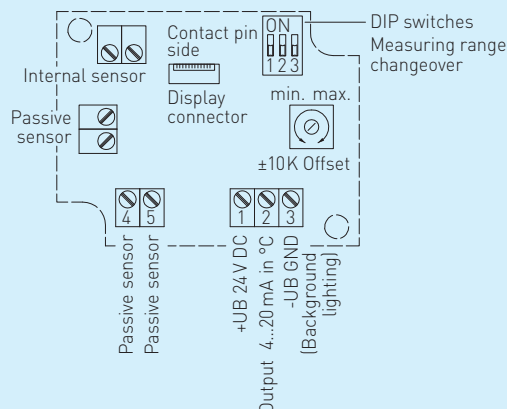 Contact pin
side
ON
1 2 3
DIP switches
Measuring range
changeover
Internal sensor
Display
connector
Passive
sensor
min. max.
±10K Offset
4 5
1 2 3
Passive sensor
Passive sensor
+UB 24 V DC
Output 4...20 mA in °C
-UB GND
(Background
lighting)